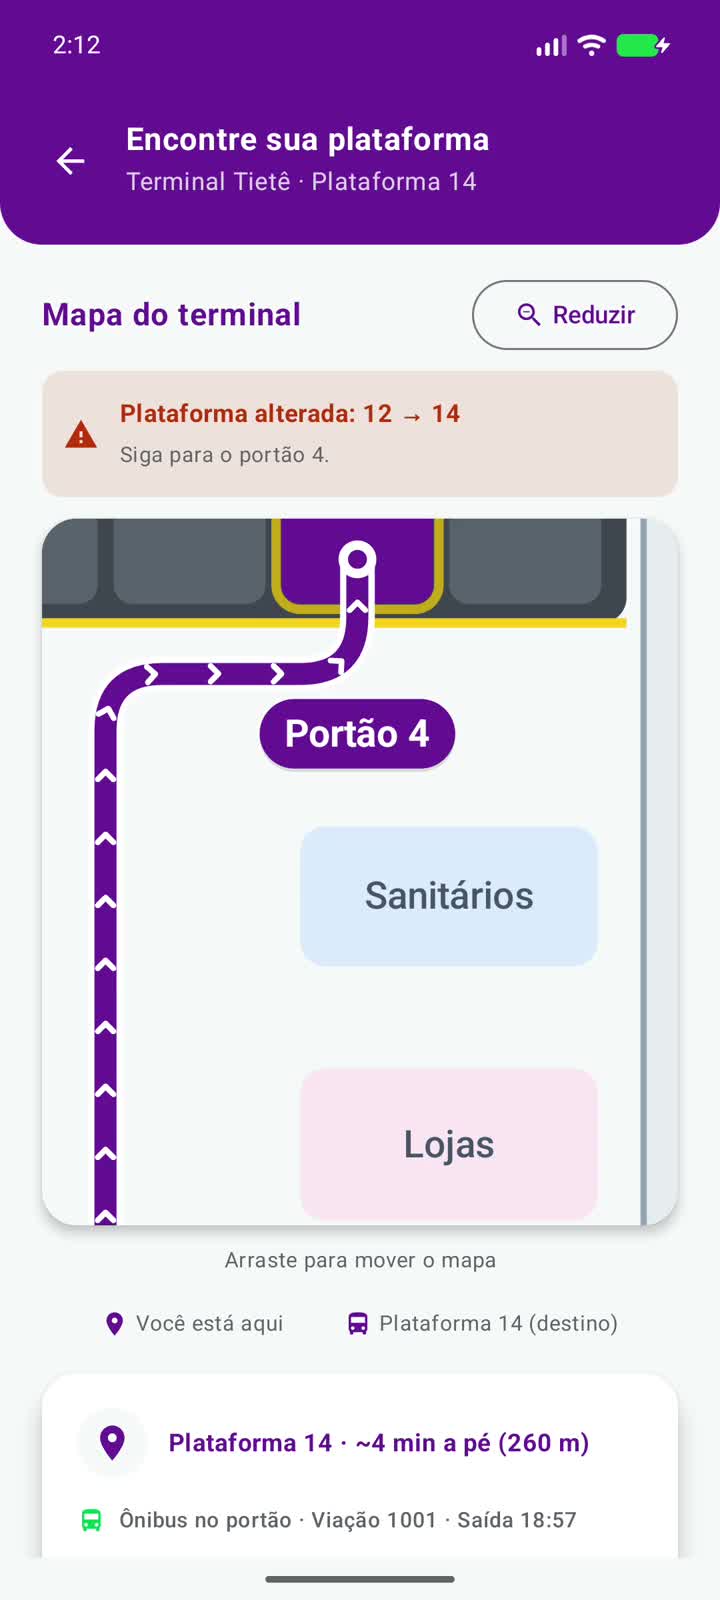 2:12
Encontre sua plataforma
Terminal Tietê · Plataforma 14
Mapa do terminal
Reduzir
Plataforma alterada: 12 → 14
Siga para o portão 4.
Portão 4
Sanitários
Lojas
Arraste para mover o mapa
Você está aqui
Plataforma 14 (destino)
Plataforma 14 · ~4 min a pé (260 m)
Ônibus no portão · Viação 1001 · Saída 18:57